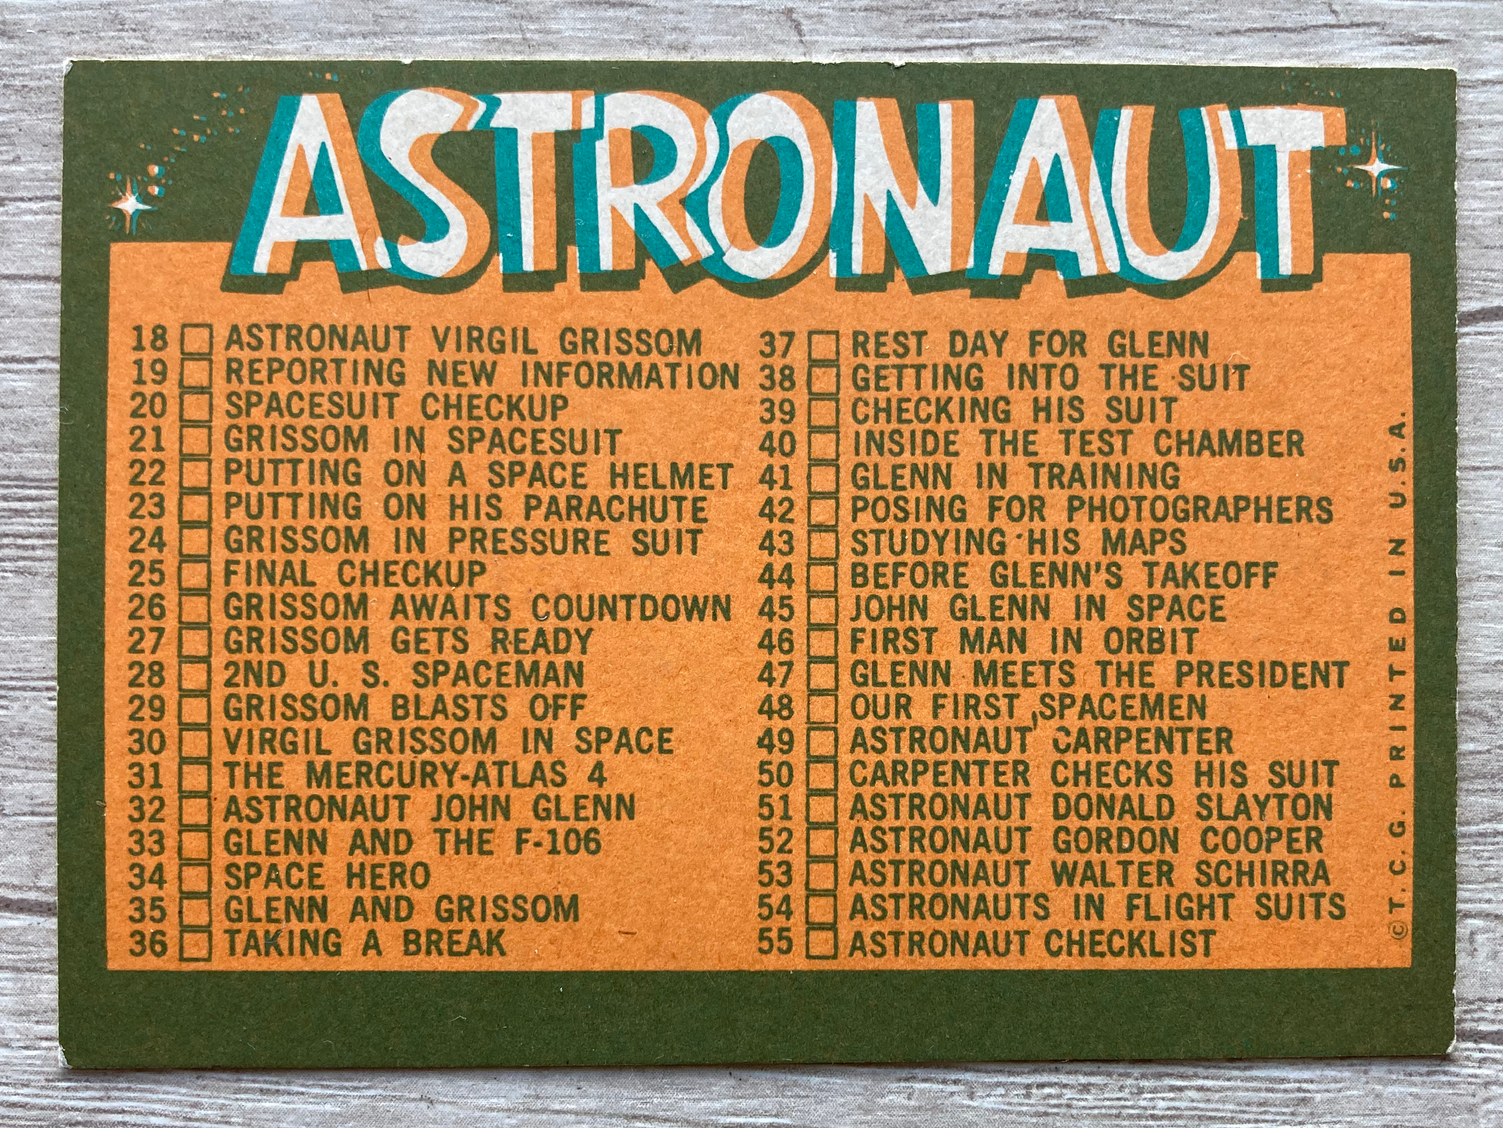 ASTRONAUT
18 ASTRONAUT VIRGIL GRISSOM
19 REPORTING NEW INFORMATION
20 SPACESUIT CHECKUP
21 GRISSOM IN SPACESUIT
22 PUTTING ON A SPACE HELMET
23 PUTTING ON HIS PARACHUTE
24 GRISSOM IN PRESSURE SUIT
25 FINAL CHECKUP
26 GRISSOM AWAITS COUNTDOWN
27 GRISSOM GETS READY
28 2ND U. S. SPACEMAN
29 GRISSOM BLASTS OFF
30 VIRGIL GRISSOM IN SPACE
31 THE MERCURY-ATLAS 4
32 ASTRONAUT JOHN GLENN
33 GLENN AND THE F-106
34 SPACE HERO
35 GLENN AND GRISSOM
36 TAKING A BREAK
37 REST DAY FOR GLENN
38 GETTING INTO THE SUIT
39 CHECKING HIS SUIT
40 INSIDE THE TEST CHAMBER
41 GLENN IN TRAINING
42 POSING FOR PHOTOGRAPHERS
43 STUDYING HIS MAPS
44 BEFORE GLENN'S TAKEOFF
45 JOHN GLENN IN SPACE
46 FIRST MAN IN ORBIT
47 GLENN MEETS THE PRESIDENT
48 OUR FIRST SPACEMEN
49 ASTRONAUT CARPENTER
50 CARPENTER CHECKS HIS SUIT
51 ASTRONAUT DONALD SLAYTON
52 ASTRONAUT GORDON COOPER
53 ASTRONAUT WALTER SCHIRRA
54 ASTRONAUTS IN FLIGHT SUITS
55 ASTRONAUT CHECKLIST
© T. C. G. PRINTED IN U.S.A.